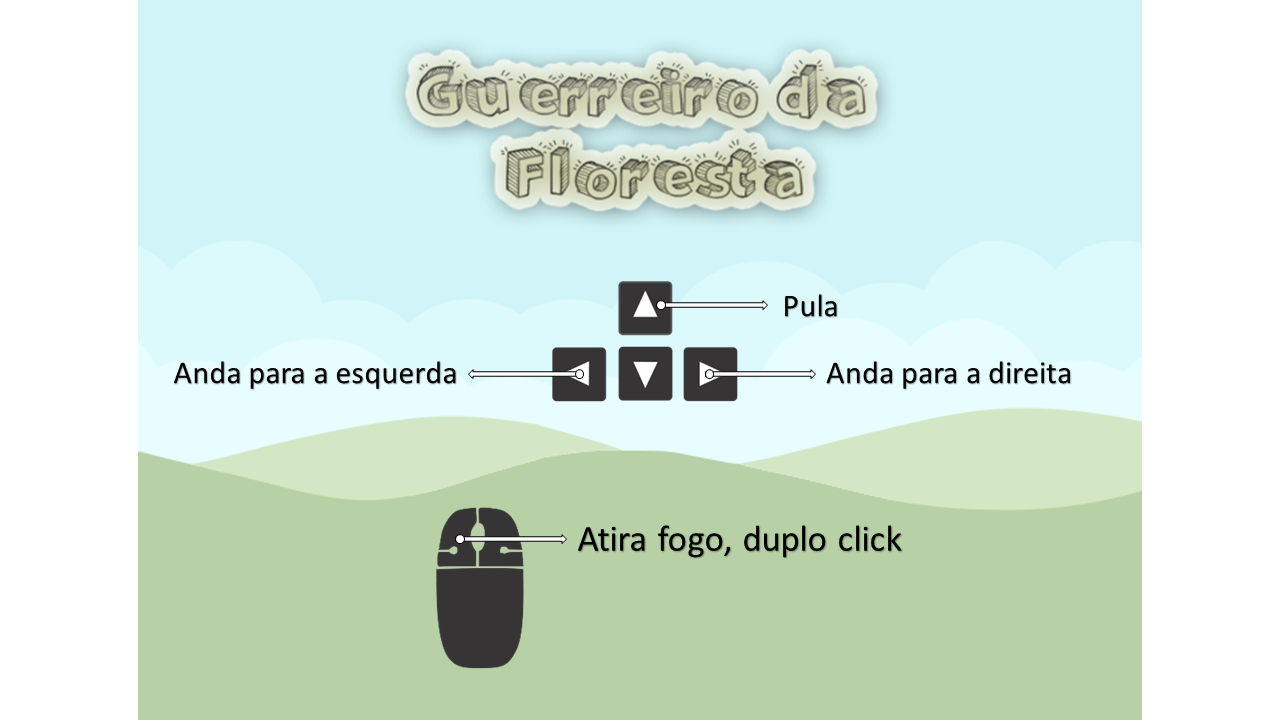 Guerreiro da
Floresta
Pula
Anda para a esquerda
Anda para a direita
Atira fogo, duplo click